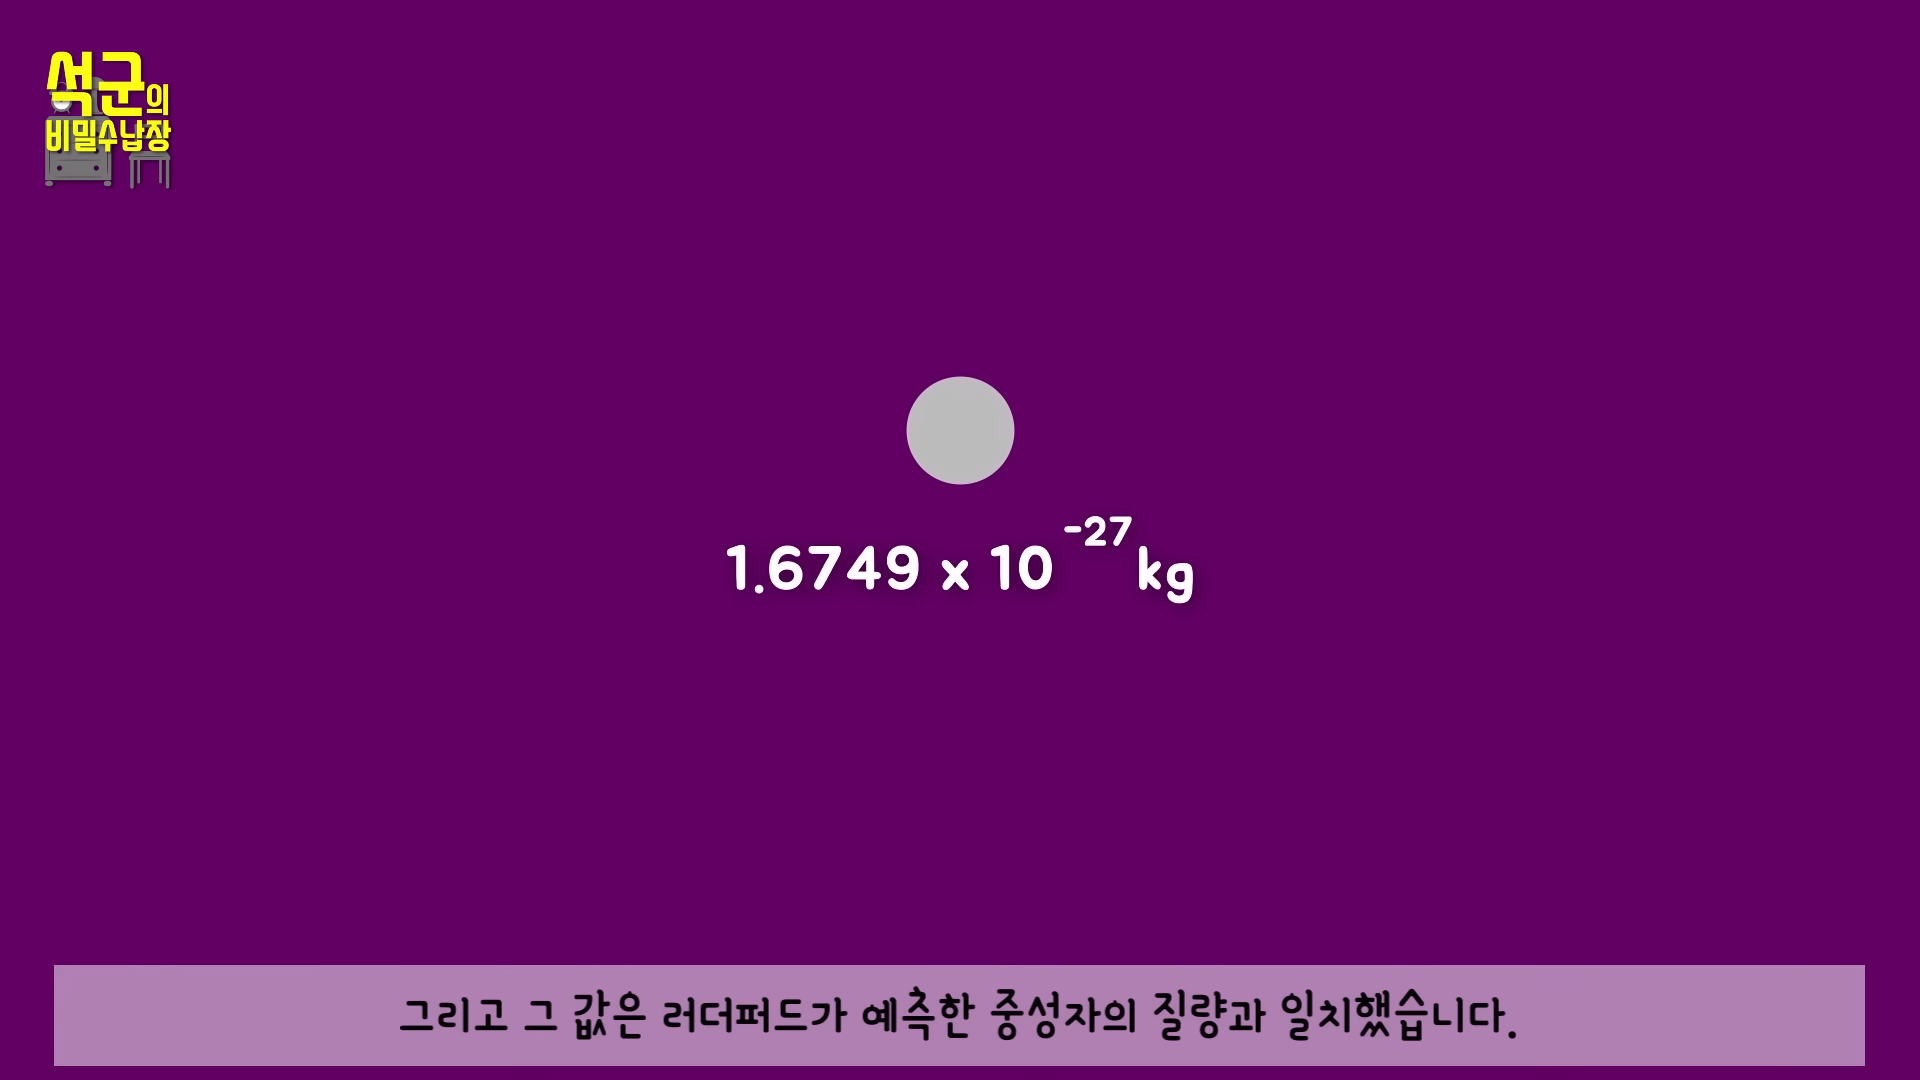 석군의
비밀수납장
1.6749 x 10⁻²⁷kg
그리고 그 값은 러더퍼드가 예측한 중성자의 질량과 일치했습니다.